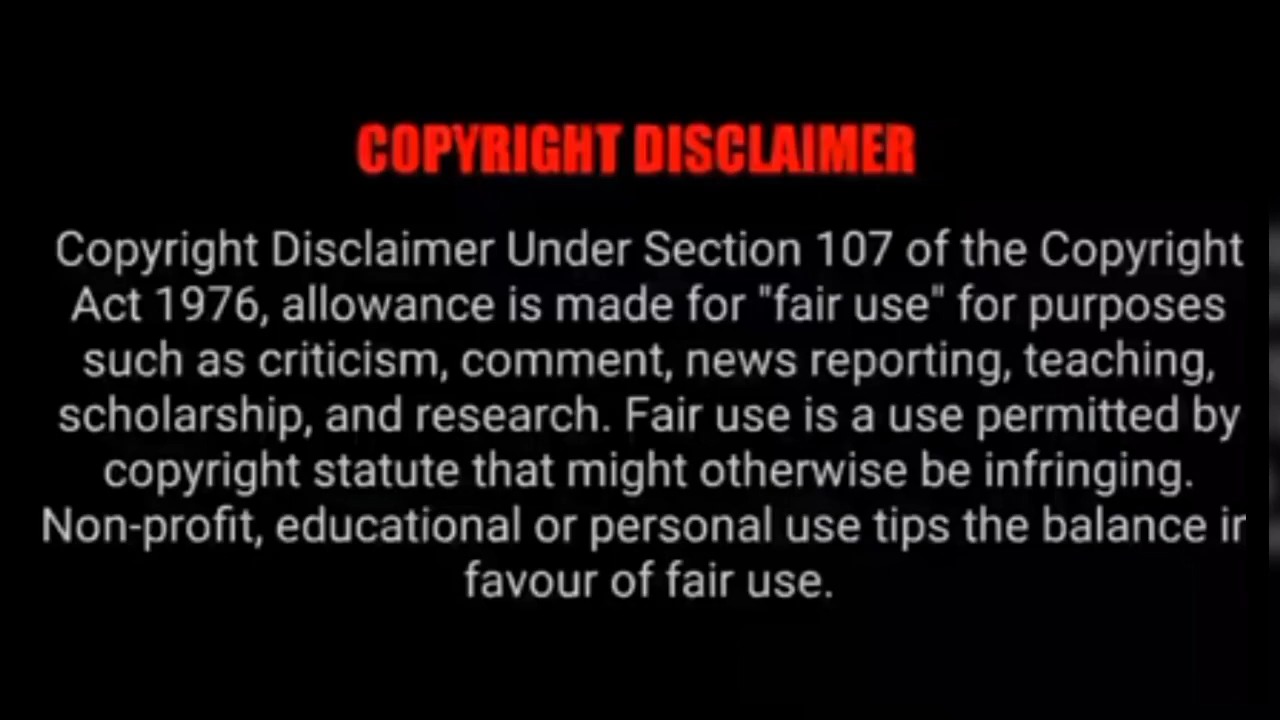 COPYRIGHT DISCLAIMER
Copyright Disclaimer Under Section 107 of the Copyright
Act 1976, allowance is made for "fair use" for purposes
such as criticism, comment, news reporting, teaching,
scholarship, and research. Fair use is a use permitted by
copyright statute that might otherwise be infringing.
Non-profit, educational or personal use tips the balance
favour of fair use.